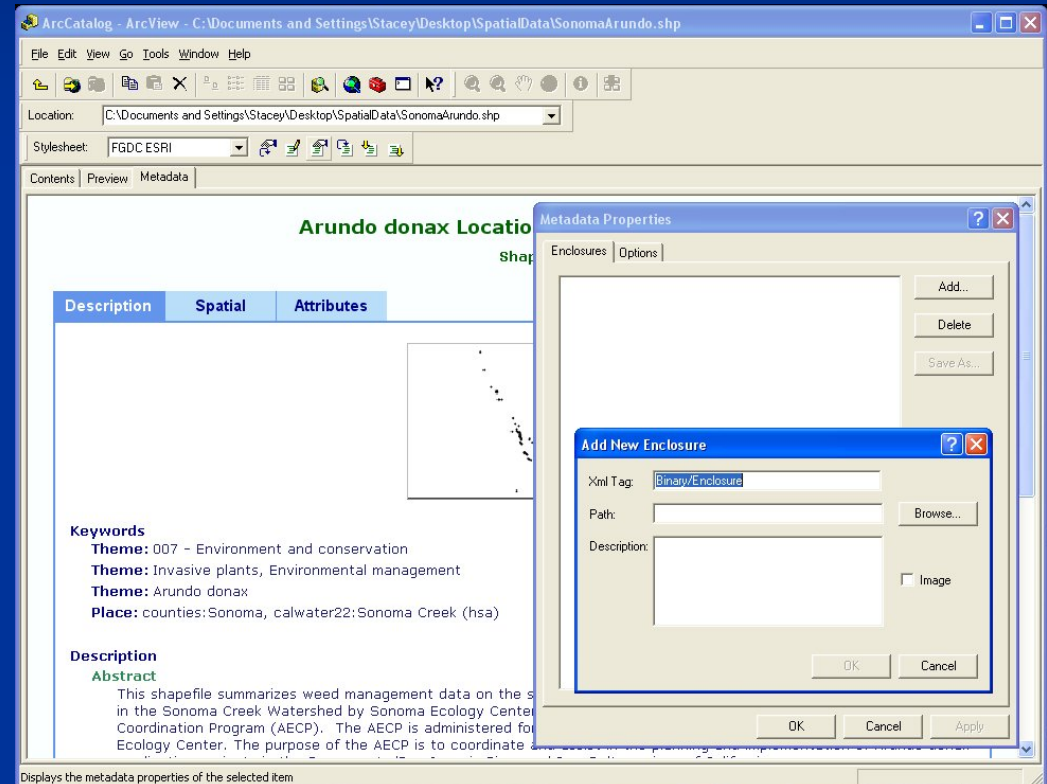 ArcCatalog - ArcView - C:\Documents and Settings\Stacey\Desktop\SpatialData\SonomaArundo.shp
File Edit View Go Tools Window Help
Location: C:\Documents and Settings\Stacey\Desktop\SpatialData\SonomaArundo.shp
Stylesheet: FGDC ESRI
Contents Preview Metadata
Arundo donax Locatio
Shap
Description Spatial Attributes
Keywords
Theme: 007 - Environment and conservation
Theme: Invasive plants, Environmental management
Theme: Arundo donax
Place: counties:Sonoma, calwater22:Sonoma Creek (hsa)
Description
Abstract
This shapefile summarizes weed management data on the s
in the Sonoma Creek Watershed by Sonoma Ecology Center
Coordination Program (AECP). The AECP is administered fo
Ecology Center. The purpose of the AECP is to coordinate
Metadata Properties
Enclosures Options
Add...
Delete
Save As...
Add New Enclosure
Xml Tag: Binary/Enclosure
Path:
Browse...
Description:
Image
OK Cancel
OK Cancel Apply
Displays the metadata properties of the selected item